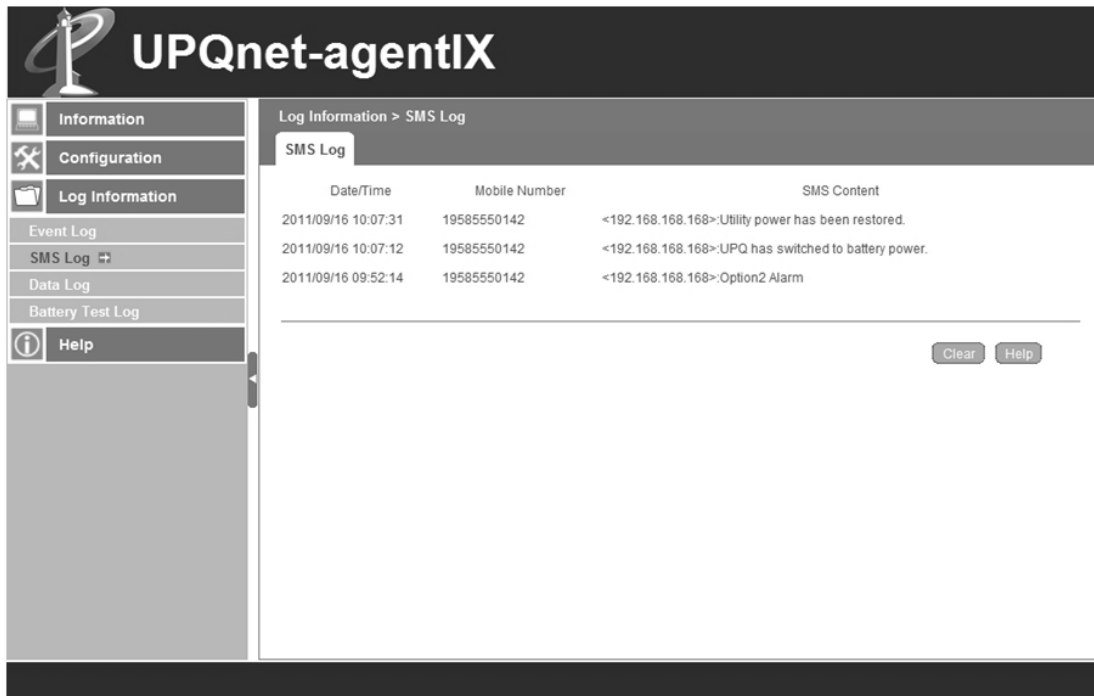 UPQnet-agentIX
Information
Configuration
Log Information
Event Log
SMS Log
Data Log
Battery Test Log
Help
Log Information > SMS Log
SMS Log
Date/Time Mobile Number SMS Content
2011/09/16 10:07:31 19585550142 <192.168.168.168>:Utility power has been restored.
2011/09/16 10:07:12 19585550142 <192.168.168.168>:UPQ has switched to battery power.
2011/09/16 09:52:14 19585550142 <192.168.168.168>:Option2 Alarm
Clear Help